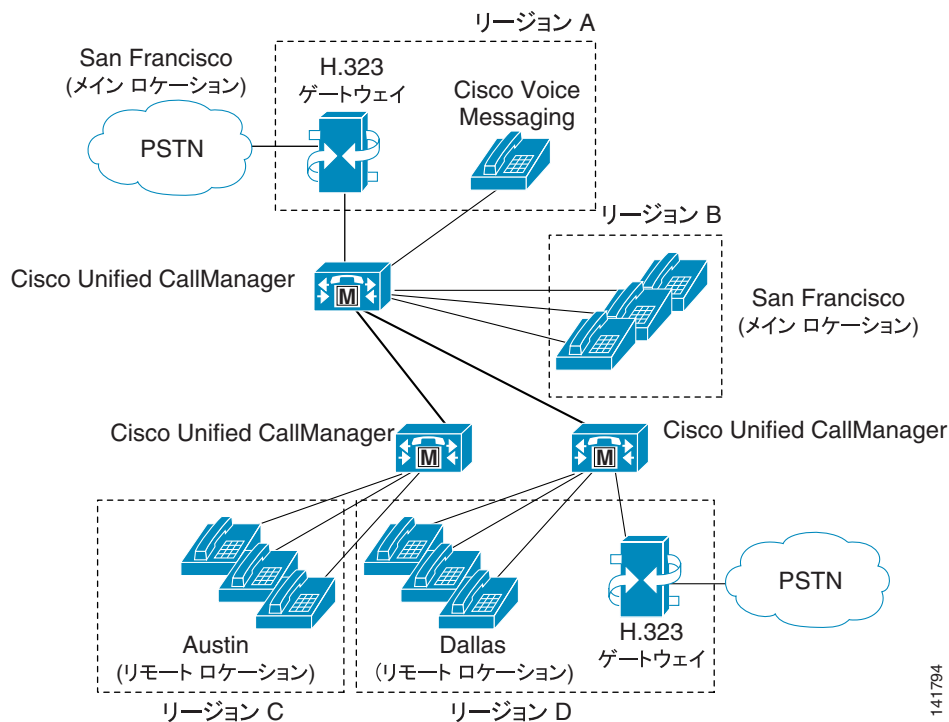 リージョン A
San Francisco
(メイン ロケーション)
H.323
ゲートウェイ
Cisco Voice
Messaging
PSTN
リージョン B
Cisco Unified CallManager
M
San Francisco
(メイン ロケーション)
Cisco Unified CallManager
M
M
Cisco Unified CallManager
Austin
(リモート ロケーション)
Dallas
(リモート ロケーション)
H.323
ゲートウェイ
PSTN
リージョン C
リージョン D
141794